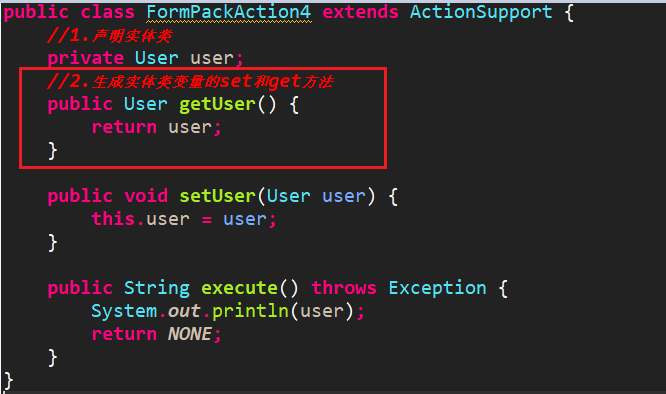 public class FormPackAction4 extends ActionSupport {
//1.声明实体类
private User user;
//2.生成实体类变量的set和get方法
public User getUser() {
return user;
}
public void setUser(User user) {
this.user = user;
}
public String execute() throws Exception {
System.out.println(user);
return NONE;
}
}